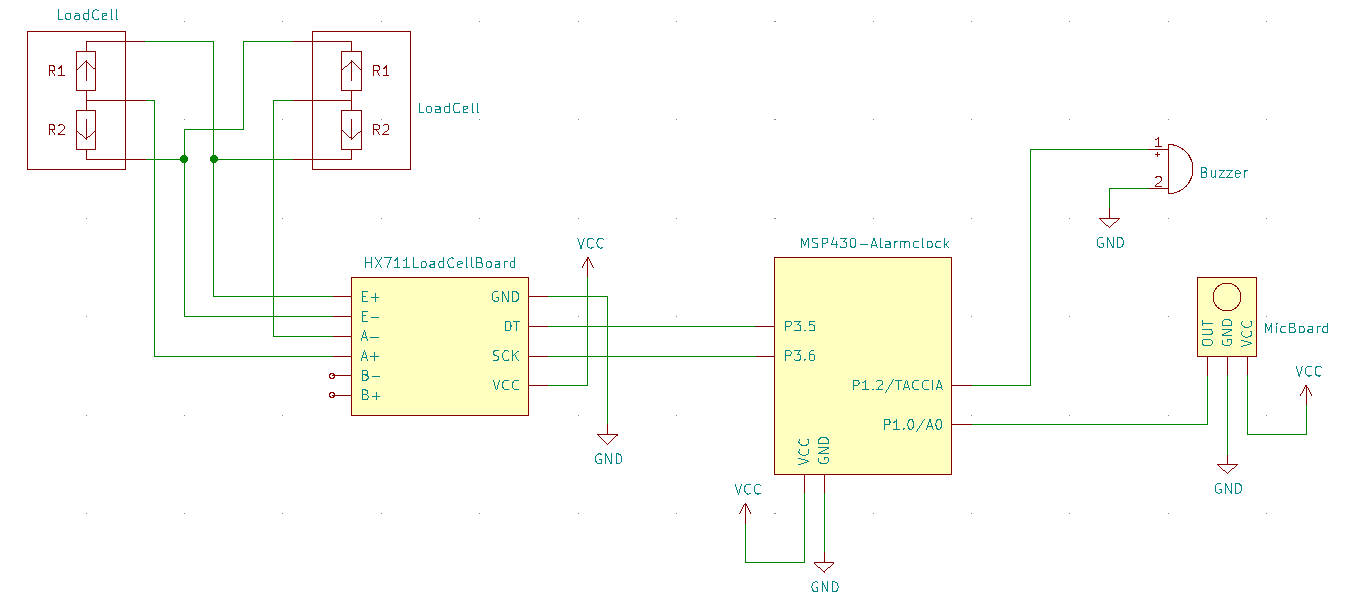 LoadCell
R1
R2
R1
R2
LoadCell
1
+
2
Buzzer
GND
VCC
HX711LoadCellBoard
E+
E-
A-
A+
B-
B+
GND
DT
SCK
VCC
GND
MSP430-Alarmclock
P3.5
P3.6
P1.2/TACCIA
P1.0/A0
VCC
GND
VCC
GND
OUT
GND
VCC
MicBoard
VCC
GND